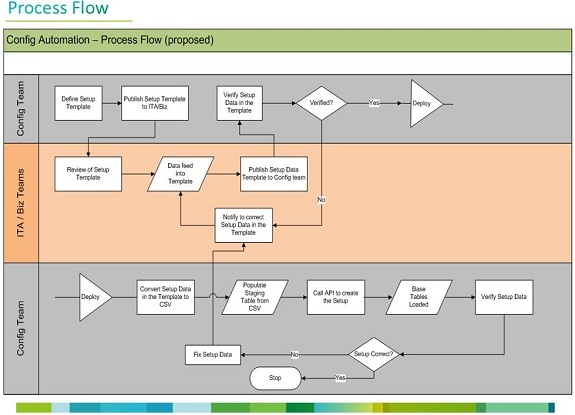 Process Flow
Config Automation – Process Flow (proposed)
Config Team
Define Setup
Template
Publish Setup Template
to ITA/Biz
Verify Setup
Data in the
Template
Verified?
Yes
Deploy
ITA / Biz Teams
Review of Setup
Template
Data feed
into
Template
Publish Setup Data
Template to Config team
No
Notify to correct
Setup Data in the
Template
Config Team
Deploy
Convert Setup Data
in the Template to
CSV
Populate
Staging
Table from
CSV
Call API to create
the Setup
Base
Tables
Loaded
Verify Setup Data
Fix Setup Data
No
Setup Correct?
Stop
Yes